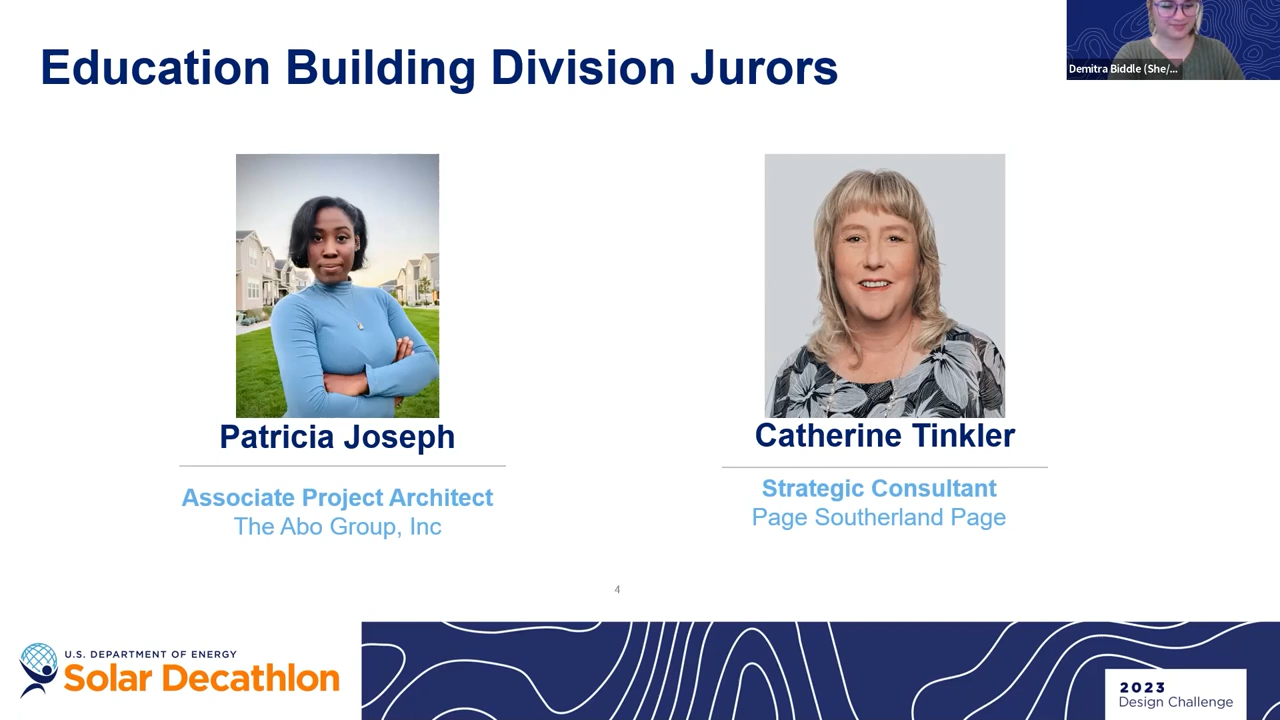 Education Building Division Jurors
Demitra Biddle (She/...
Patricia Joseph
Associate Project Architect
The Abo Group, Inc
Catherine Tinkler
Strategic Consultant
Page Southerland Page
4
U.S. DEPARTMENT OF ENERGY
Solar Decathlon
2023
Design Challenge